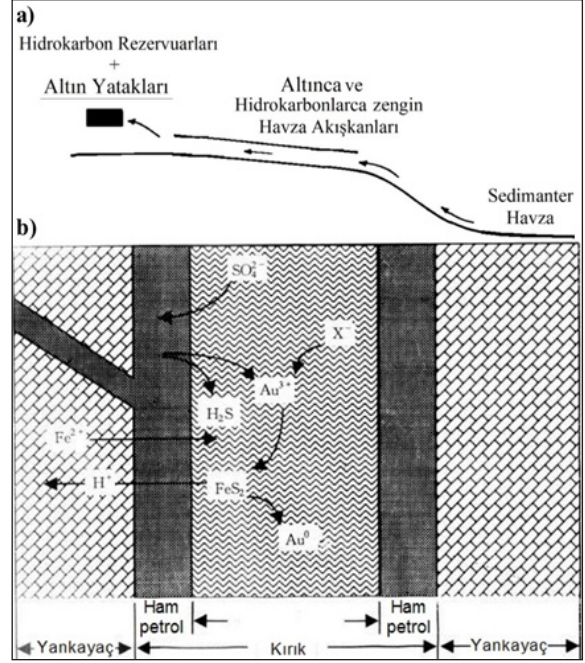 a)
Hidrokarbon Rezervuarları
+
Altın Yatakları
Altınca ve
Hidrokarbonlarca zengin
Havza Akışkanları
Sedimanter
Havza
b)
SO₄²⁻
X⁻
Au³⁺
H₂S
Fe²⁺
H⁺
FeS₂
Au⁰
Ham
petrol
Ham
petrol
Yankayaç
Kırık
Yankayaç